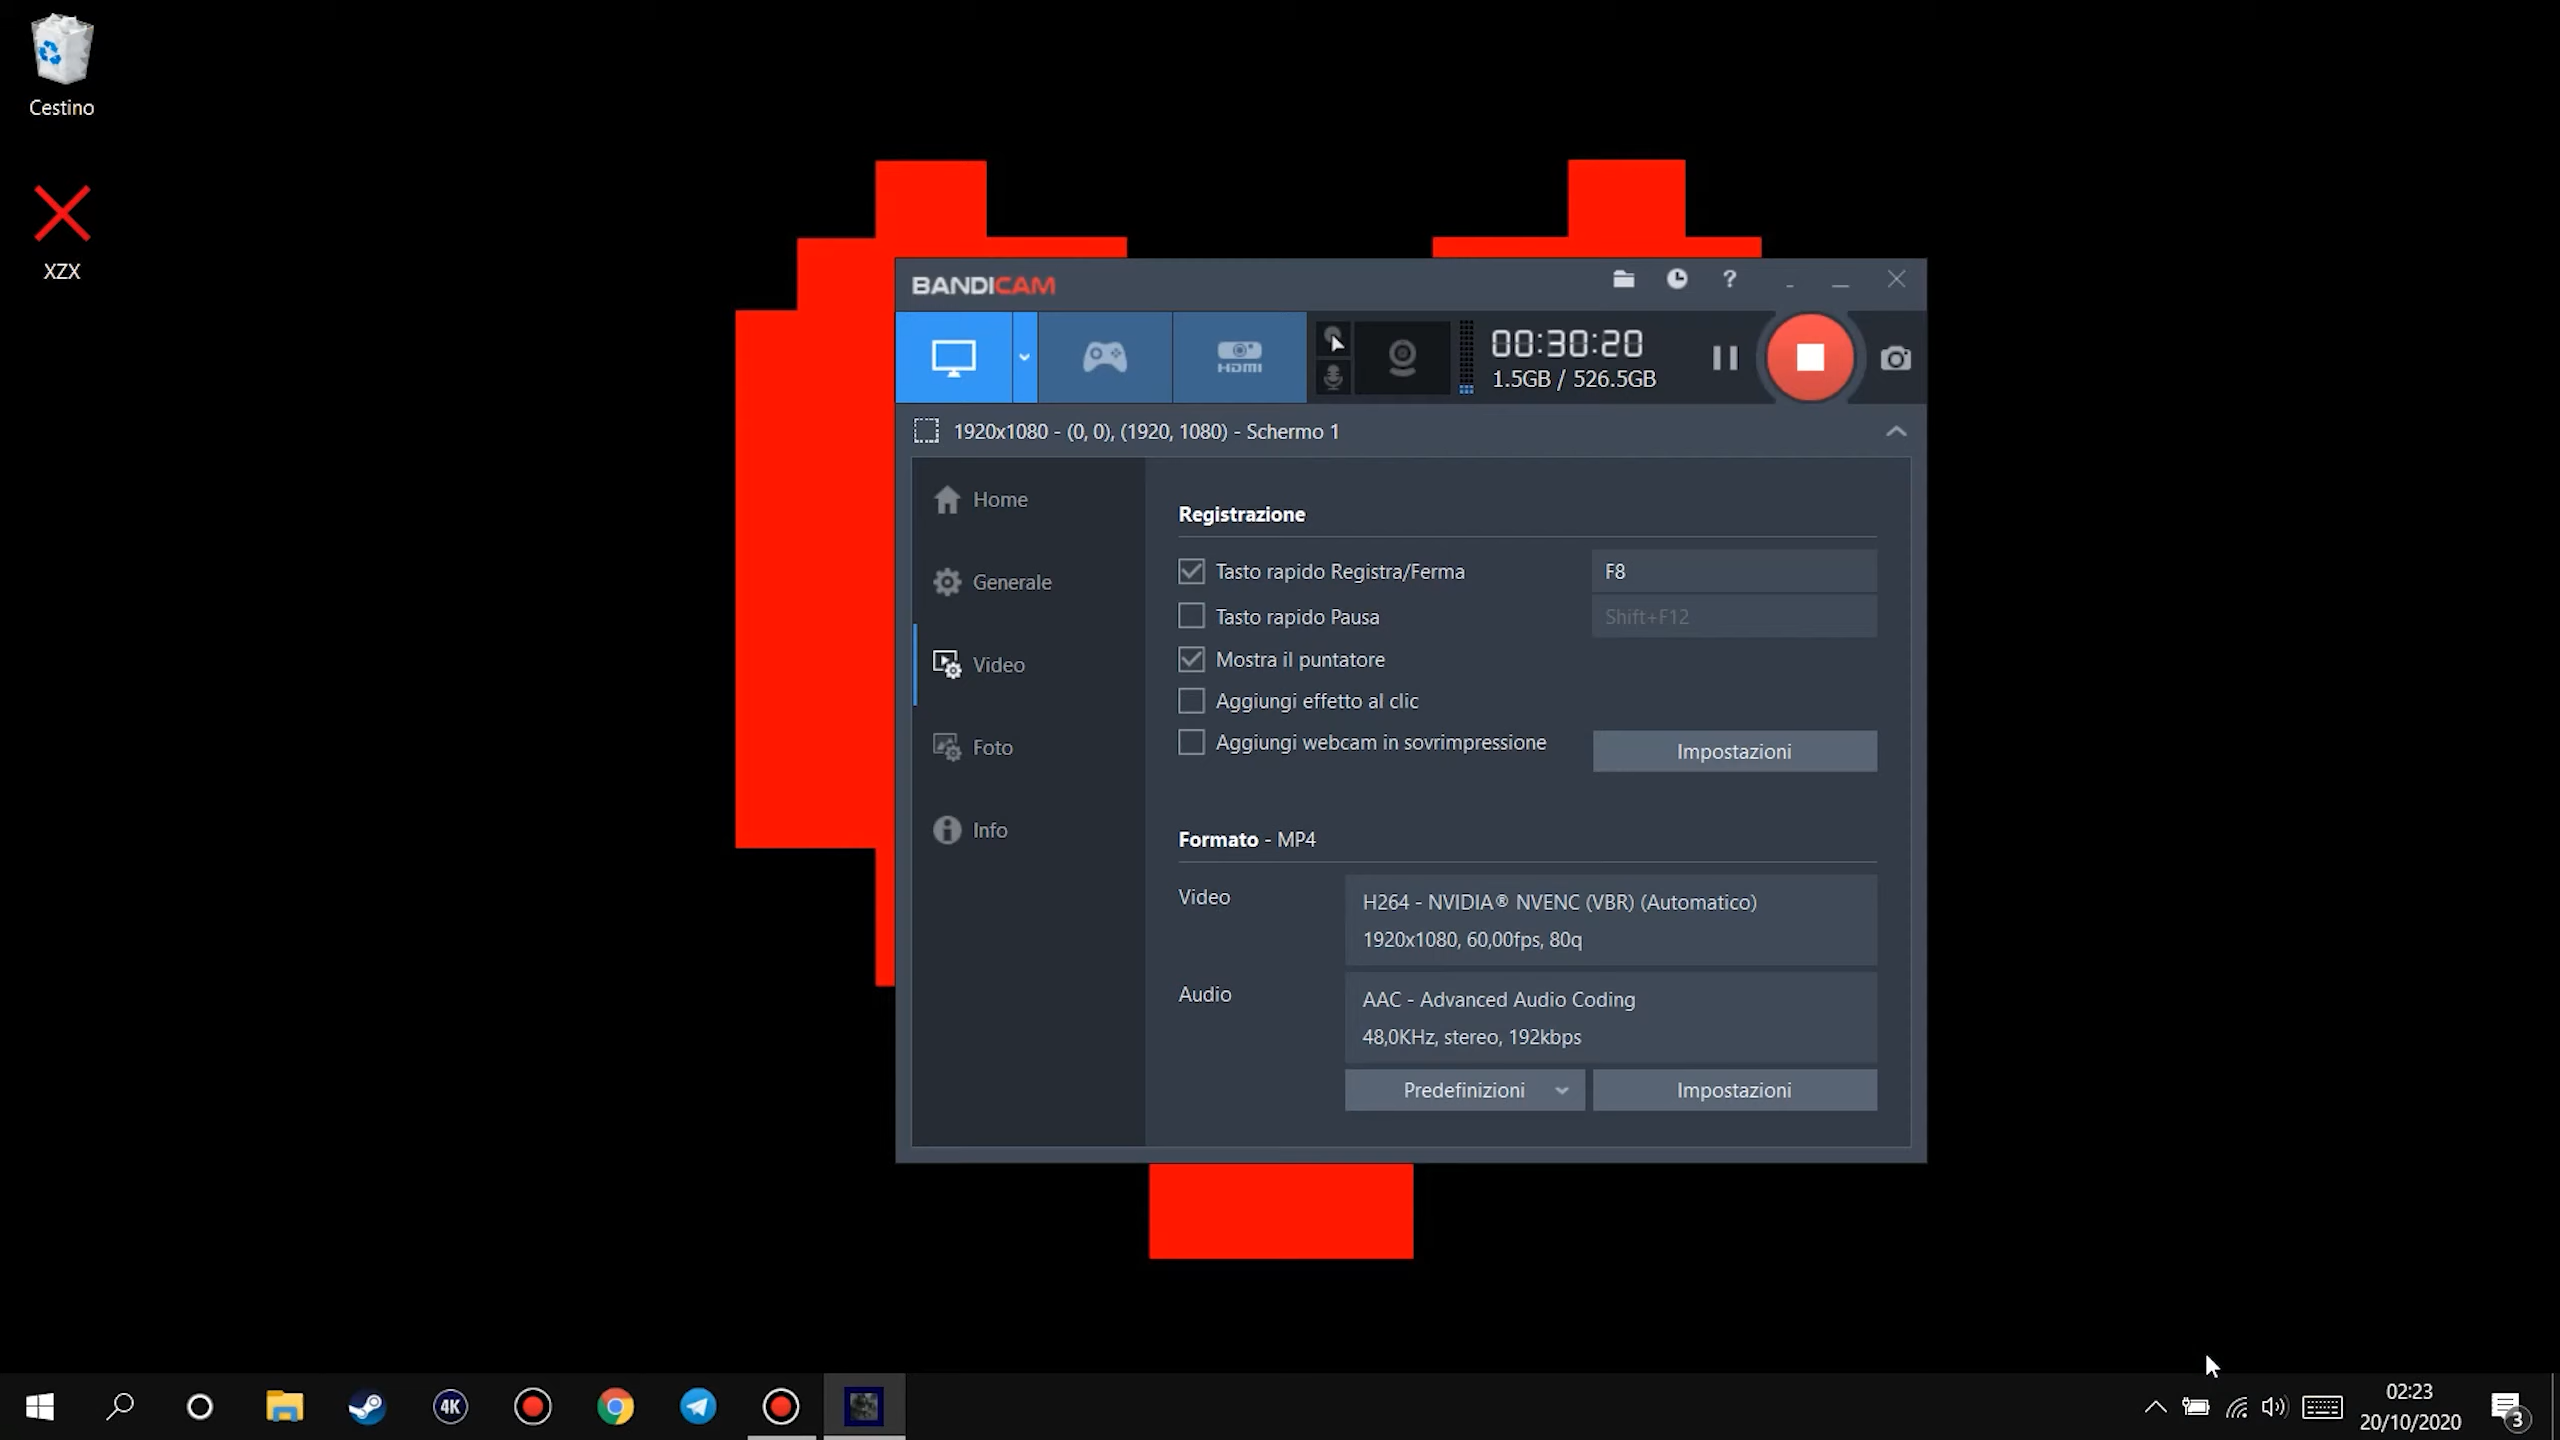 Cestino
XZX
BANDICAM
?
HDMI
00:30:20
1.5GB / 526.5GB
1920x1080 - (0, 0), (1920, 1080) - Schermo 1
Home
Generale
Video
Foto
Info
Registrazione
Tasto rapido Registra/Ferma
F8
Tasto rapido Pausa
Shift+F12
Mostra il puntatore
Aggiungi effetto al clic
Aggiungi webcam in sovrimpressione
Impostazioni
Formato - MP4
Video
H264 - NVIDIA® NVENC (VBR) (Automatico)
1920x1080, 60,00fps, 80q
Audio
AAC - Advanced Audio Coding
48,0KHz, stereo, 192kbps
Predefinizioni
Impostazioni
4K
02:23
20/10/2020
3